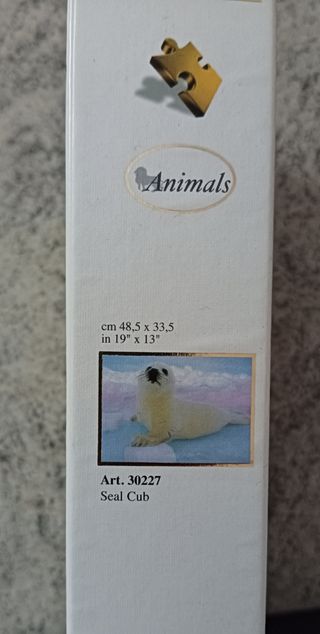 Animals
cm 48,5 x 33,5
in 19" x 13"
Art. 30227
Seal Cub